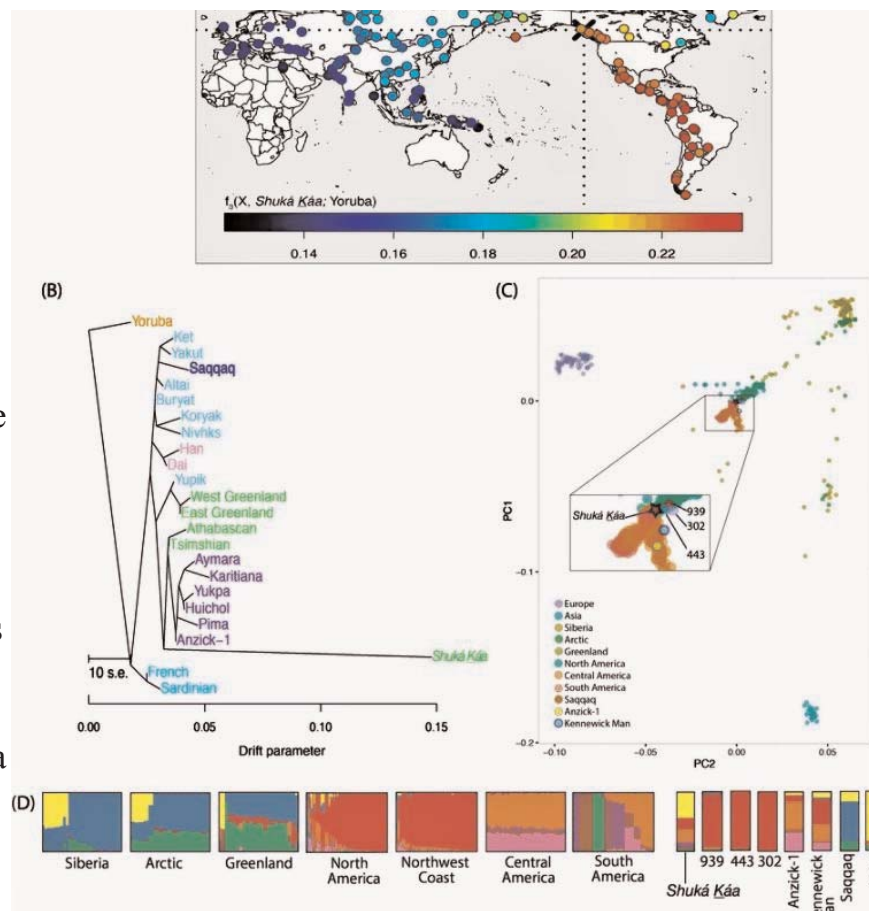 f3(X, Shuká Káa; Yoruba)
0.14 0.16 0.18 0.20 0.22
(B)
Yoruba
Ket
Yakut
Saqqaq
Altai
Buryat
Koryak
Nivhks
Han
Dai
Yupik
West Greenland
East Greenland
Athabascan
Tsimshian
Aymara
Karitiana
Yukpa
Huichol
Pima
Anzick-1
Shuká Káa
10 s.e.
French
Sardinian
0.00 0.05 0.10 0.15
Drift parameter
(C)
0.0
PC1
Shuká Káa
939
302
443
−0.1
Europe
Asia
Siberia
Arctic
Greenland
North America
Central America
South America
Saqqaq
Anzick-1
Kennewick Man
−0.2
−0.10 −0.05 0.00 0.05
PC2
(D)
Siberia
Arctic
Greenland
North
America
Northwest
Coast
Central
America
South
America
Shuká Káa
939
443
302
Anzick-1
ennewick
an
Saqqaq
e
s
a